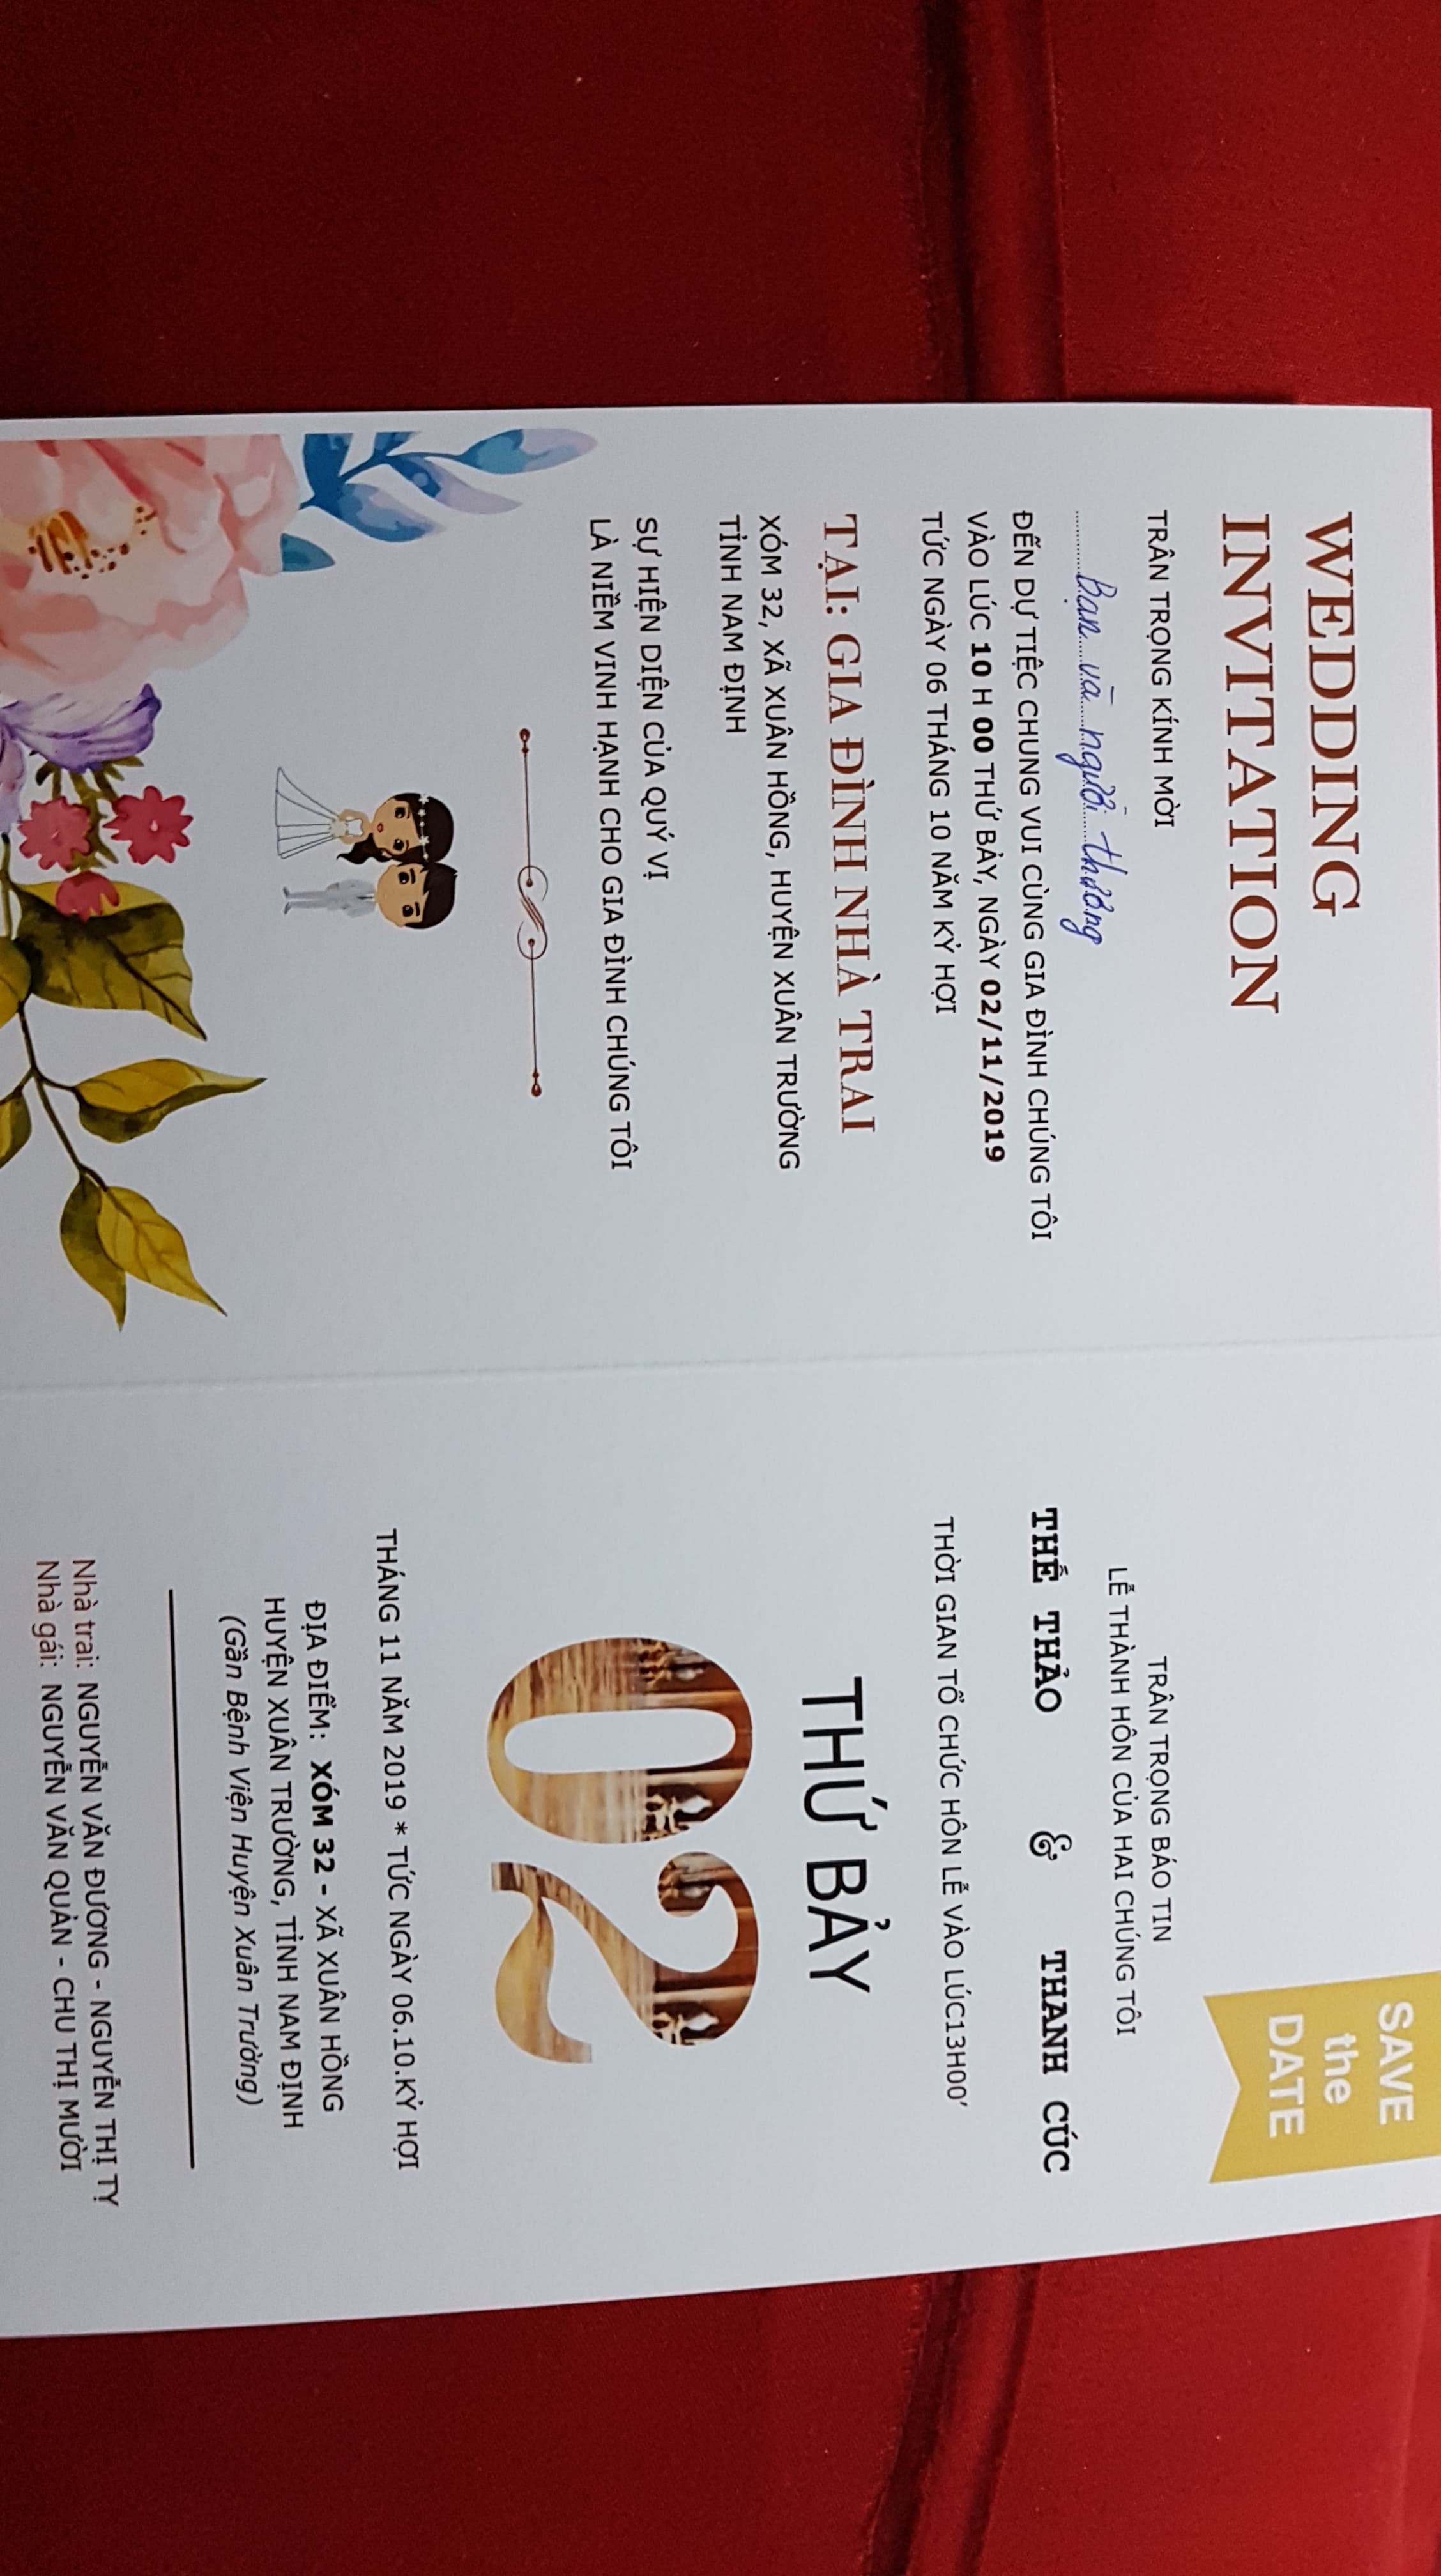 WEDDING
INVITATION
TRÂN TRỌNG KÍNH MỜI
Bạn và người thương
ĐẾN DỰ TIỆC CHUNG VUI CÙNG GIA ĐÌNH CHÚNG TÔI
VÀO LÚC 10 H 00 THỨ BẢY, NGÀY 02/11/2019
TỨC NGÀY 06 THÁNG 10 NĂM KỶ HỢI
TẠI: GIA ĐÌNH NHÀ TRAI
XÓM 32, XÃ XUÂN HỒNG, HUYỆN XUÂN TRƯỜNG
TỈNH NAM ĐỊNH
SỰ HIỆN DIỆN CỦA QUÝ VỊ
LÀ NIỀM VINH HẠNH CHO GIA ĐÌNH CHÚNG TÔI
SAVE
the
DATE
TRÂN TRỌNG BÁO TIN
LỄ THÀNH HÔN CỦA HAI CHÚNG TÔI
THẾ THẢO & THANH CÚC
THỜI GIAN TỔ CHỨC HÔN LỄ VÀO LÚC13H00’
THỨ BẢY
02
THÁNG 11 NĂM 2019 * TỨC NGÀY 06.10.KỶ HỢI
ĐỊA ĐIỂM: XÓM 32 - XÃ XUÂN HỒNG
HUYỆN XUÂN TRƯỜNG, TỈNH NAM ĐỊNH
(Gần Bệnh Viện Huyện Xuân Trường)
Nhà trai: NGUYỄN VĂN ĐƯƠNG - NGUYỄN THỊ TỴ
Nhà gái: NGUYỄN VĂN QUẢN - CHU THỊ MƯỜI